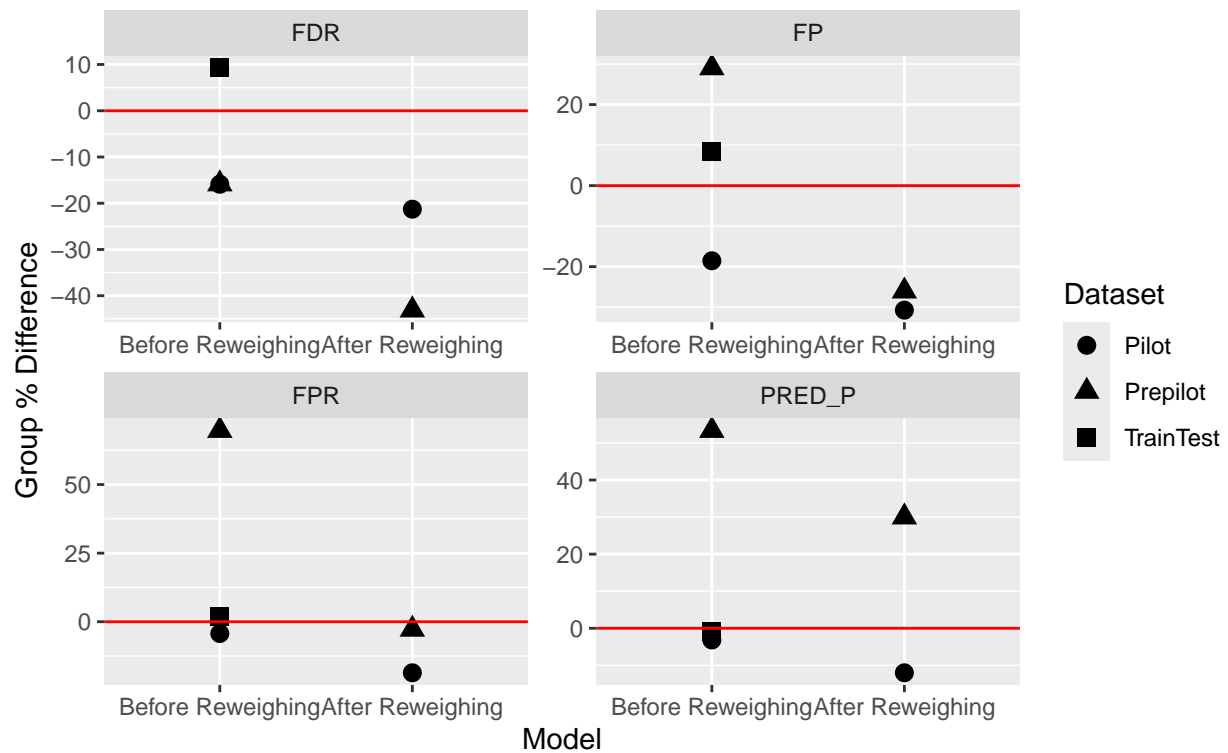 FDR
FP
10
0
−10
−20
−30
−40
20
0
−20
Before Reweighing
After Reweighing
Before Reweighing
After Reweighing
FPR
PRED_P
50
25
0
40
20
0
Before Reweighing
After Reweighing
Before Reweighing
After Reweighing
Group % Difference
Model
Dataset
Pilot
Prepilot
TrainTest